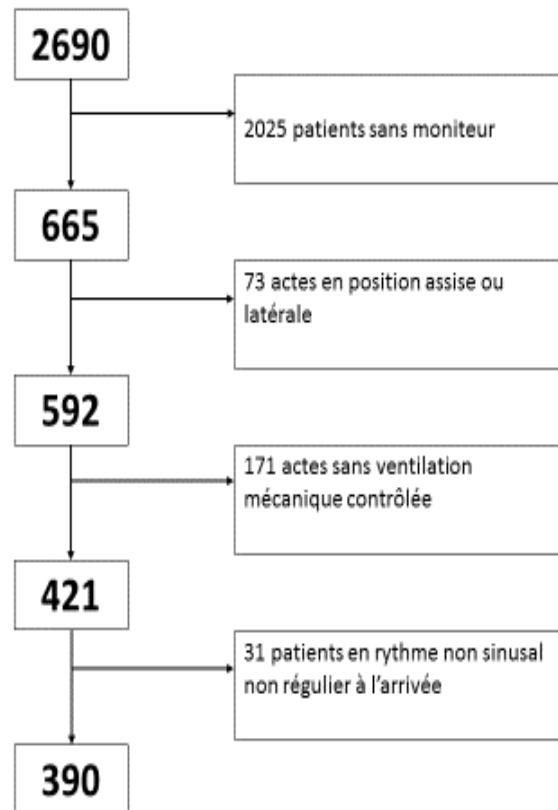 2690
2025 patients sans moniteur
665
73 actes en position assise ou
latérale
592
171 actes sans ventilation
mécanique contrôlée
421
31 patients en rythme non sinusal
non régulier à l'arrivée
390